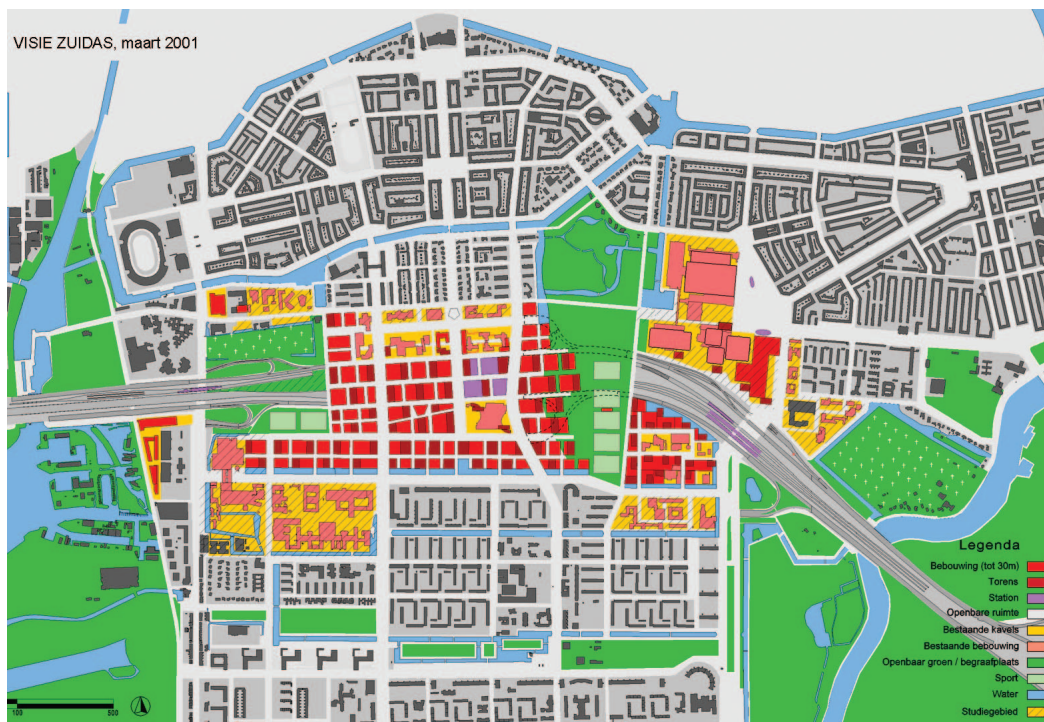 VISIE ZUIDAS, maart 2001
Legenda
Bebouwing (tot 30m)
Torens
Station
Openbare ruimte
Bestaande kavels
Bestaande bebouwing
Openbaar groen / begraafplaats
Sport
Water
Studiegebied
109 500